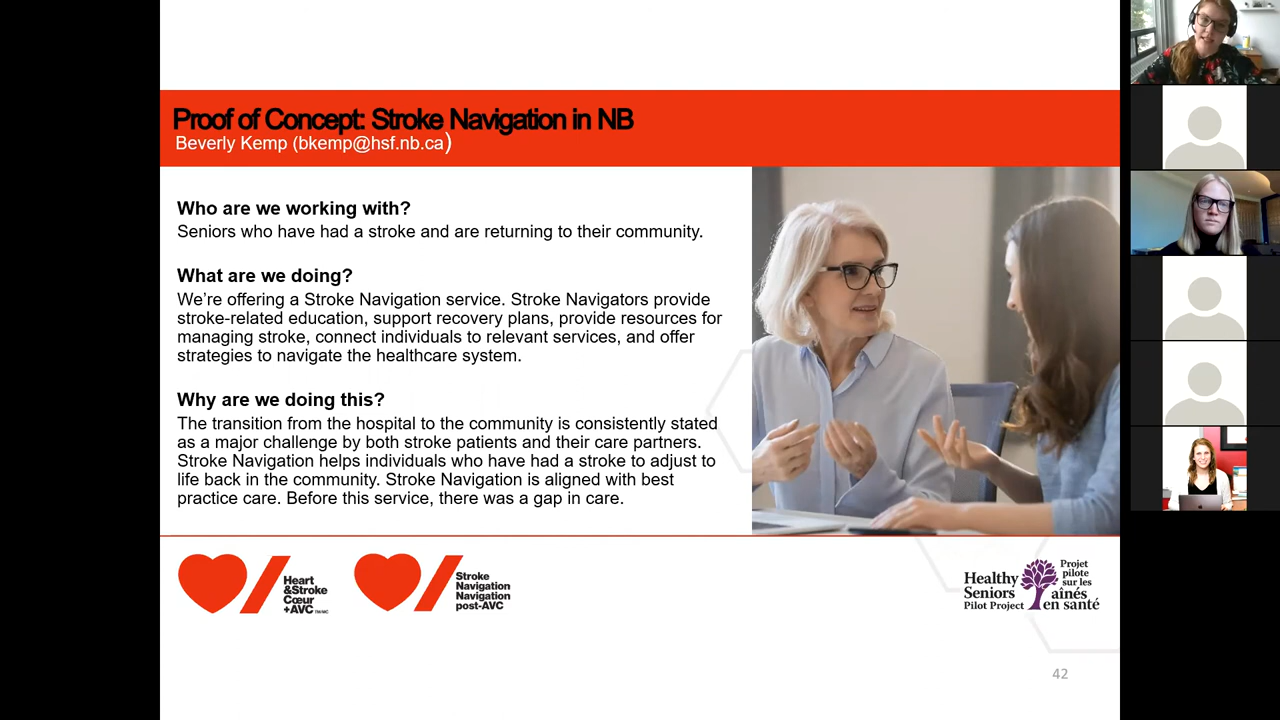 Proof of Concept: Stroke Navigation in NB
Beverly Kemp (bkemp@hsf.nb.ca)
Who are we working with?
Seniors who have had a stroke and are returning to their community.
What are we doing?
We’re offering a Stroke Navigation service. Stroke Navigators provide
stroke-related education, support recovery plans, provide resources for
managing stroke, connect individuals to relevant services, and offer
strategies to navigate the healthcare system.
Why are we doing this?
The transition from the hospital to the community is consistently stated
as a major challenge by both stroke patients and their care partners.
Stroke Navigation helps individuals who have had a stroke to adjust to
life back in the community. Stroke Navigation is aligned with best
practice care. Before this service, there was a gap in care.
Heart
&Stroke
Cœur
+AVC TM/MC
Stroke
Navigation
Navigation
post-AVC
Healthy
Seniors
Pilot Project
Projet
pilote
sur les
aînés
en santé
42